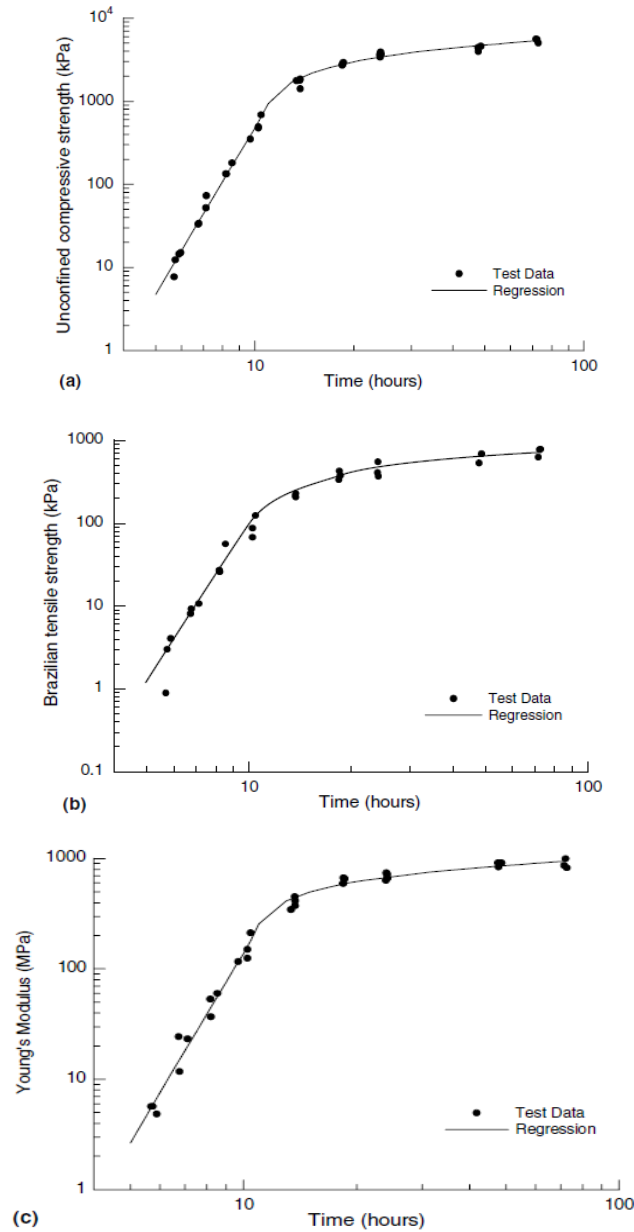 10⁴
1000
100
10
1
Unconfined compressive strength (kPa)
Test Data
Regression
10
100
Time (hours)
(a)
1000
100
10
1
0.1
Brazilian tensile strength (kPa)
Test Data
Regression
10
100
Time (hours)
(b)
1000
100
10
1
Young's Modulus (MPa)
Test Data
Regression
10
100
Time (hours)
(c)